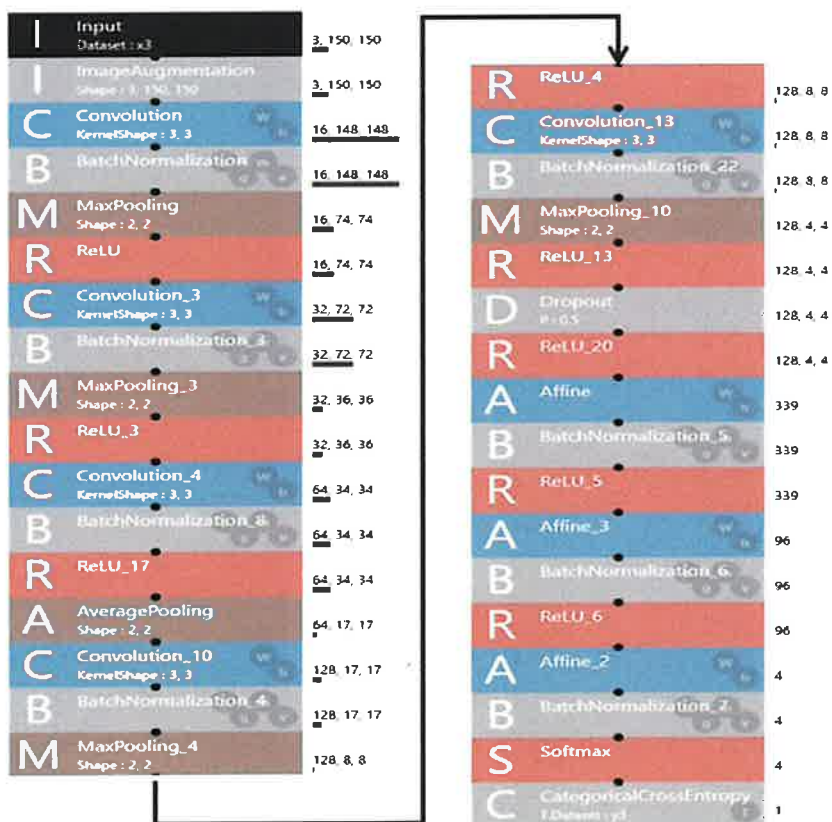 I Input 3, 150, 150
Dataset : x3
I ImageAugmentation 3, 150, 150
Shape : 3, 150, 150
C Convolution 16, 148, 148
KernelShape : 3, 3
B BatchNormalization 16, 148, 148
M MaxPooling 16, 74, 74
Shape : 2, 2
R ReLU 16, 74, 74
C Convolution_3 32, 72, 72
KernelShape : 3, 3
B BatchNormalization_3 32, 72, 72
M MaxPooling_3 32, 36, 36
Shape : 2, 2
R ReLU_3 32, 36, 36
C Convolution_4 64, 34, 34
KernelShape : 3, 3
B BatchNormalization_8 64, 34, 34
R ReLU_17 64, 34, 34
A AveragePooling 64, 17, 17
Shape : 2, 2
C Convolution_10 128, 17, 17
KernelShape : 3, 3
B BatchNormalization_4 128, 17, 17
M MaxPooling_4 128, 8, 8
Shape : 2, 2
R ReLU_4 128, 8, 8
C Convolution_13 128, 8, 8
KernelShape : 3, 3
B BatchNormalization_22 128, 8, 8
M MaxPooling_10 128, 4, 4
Shape : 2, 2
R ReLU_13 128, 4, 4
D Dropout 128, 4, 4
P : 0.5
R ReLU_20 128, 4, 4
A Affine 339
B BatchNormalization_5 339
R ReLU_5 339
A Affine_3 96
B BatchNormalization_6 96
R ReLU_6 96
A Affine_2 4
B BatchNormalization_7 4
S Softmax 4
C CategoricalCrossEntropy 1
T.Dataset : y3